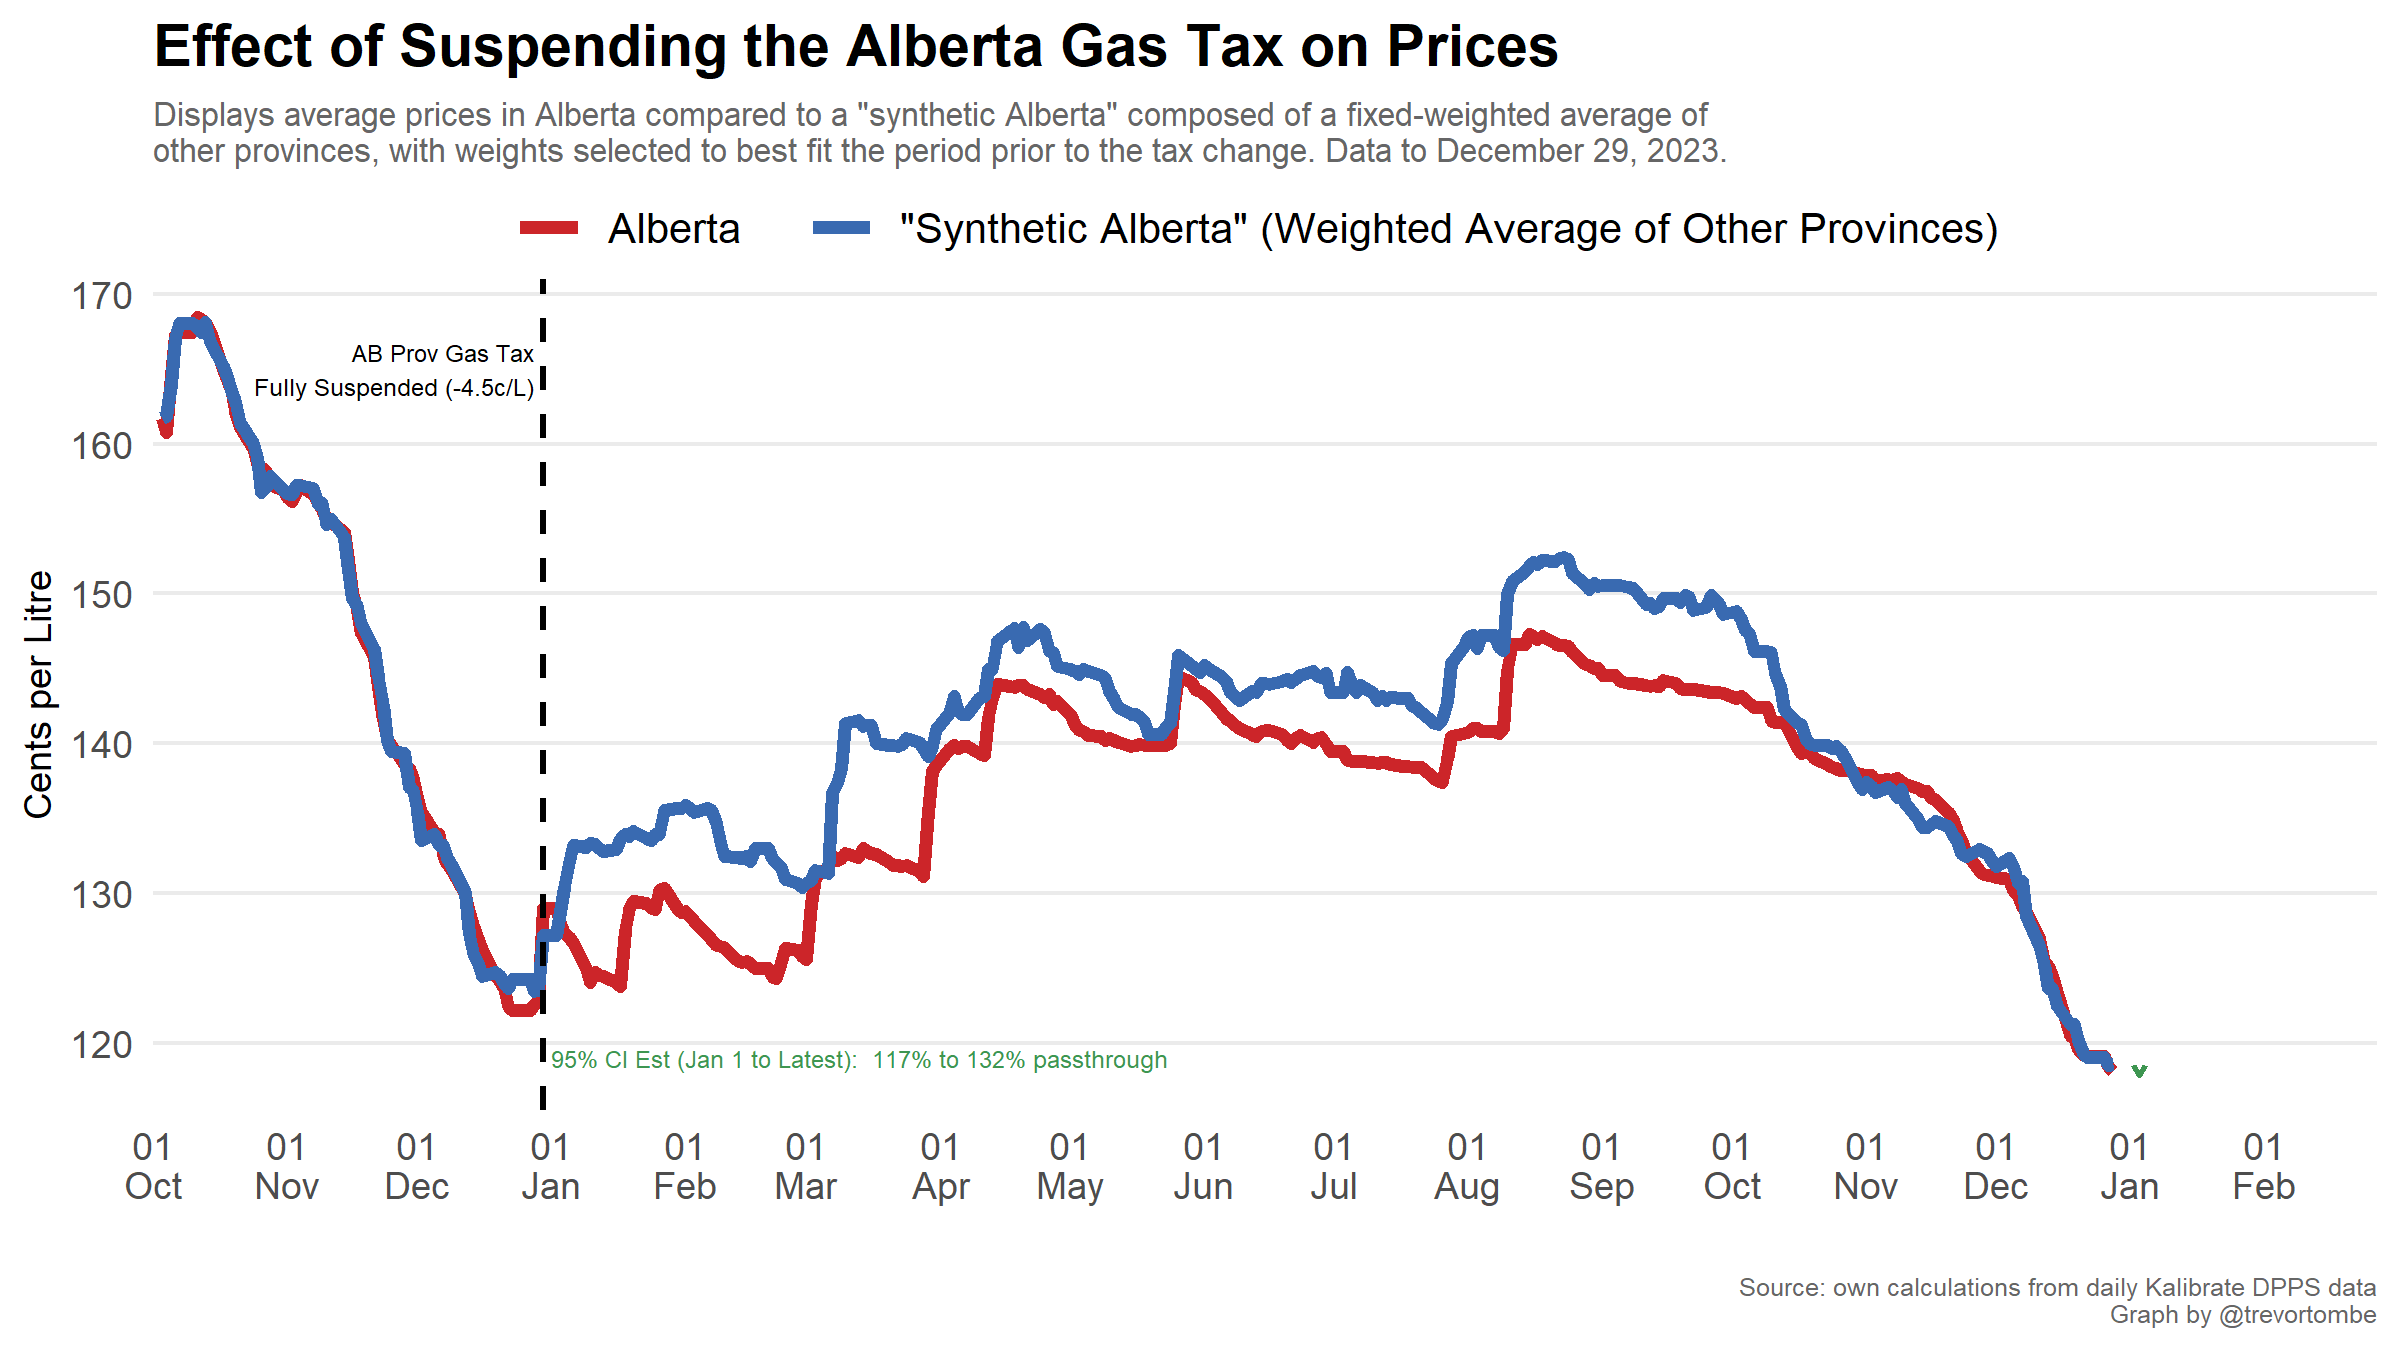 Effect of Suspending the Alberta Gas Tax on Prices
Displays average prices in Alberta compared to a "synthetic Alberta" composed of a fixed-weighted average of
other provinces, with weights selected to best fit the period prior to the tax change. Data to December 29, 2023.
Alberta
"Synthetic Alberta" (Weighted Average of Other Provinces)
170
160
150
140
130
120
Cents per Litre
AB Prov Gas Tax
Fully Suspended (-4.5c/L)
95% CI Est (Jan 1 to Latest):  117% to 132% passthrough
01 01 01 01 01 01 01 01 01 01 01 01 01 01 01 01 01
Oct Nov Dec Jan Feb Mar Apr May Jun Jul Aug Sep Oct Nov Dec Jan Feb
Source: own calculations from daily Kalibrate DPPS data
Graph by @trevortombe